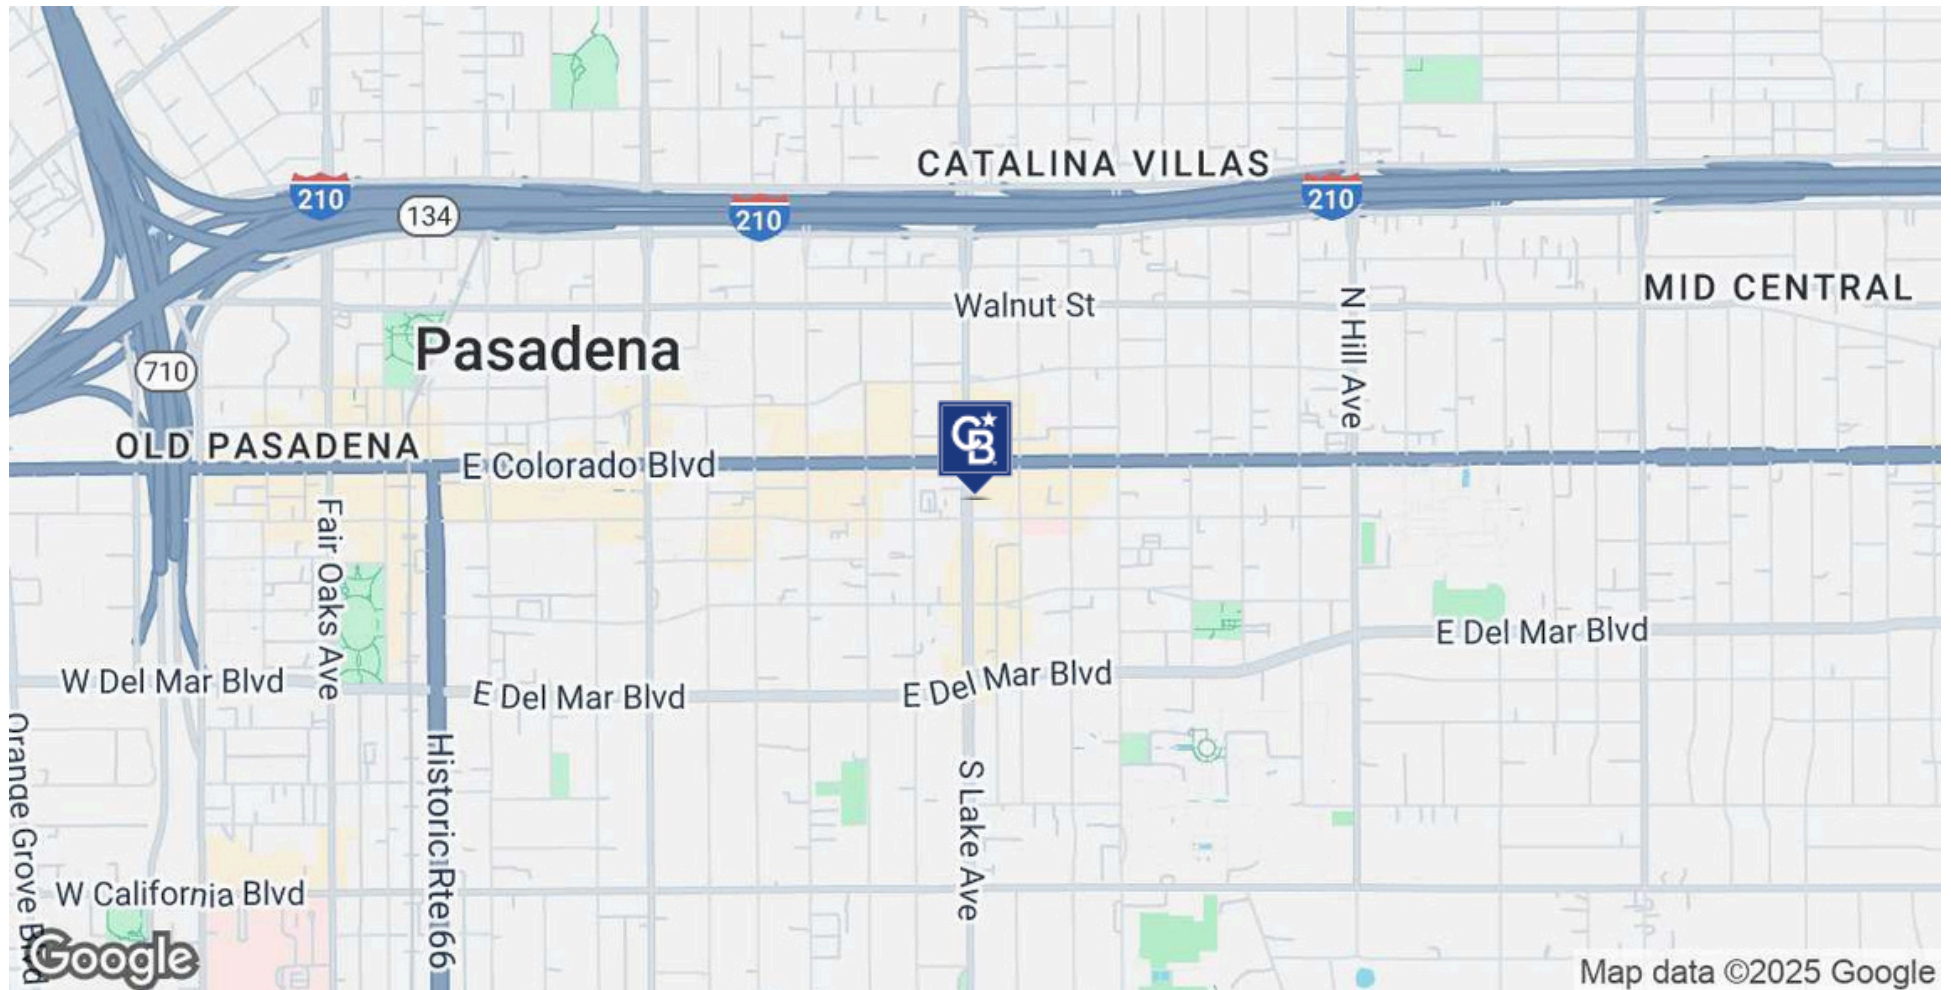 CATALINA VILLAS
210
134
210
210
MID CENTRAL
Walnut St
N Hill Ave
Pasadena
710
CB
OLD PASADENA
E Colorado Blvd
Fair Oaks Ave
E Del Mar Blvd
W Del Mar Blvd
E Del Mar Blvd
E Del Mar Blvd
Orange Grove Blvd
Historic Rte 66
S Lake Ave
W California Blvd
Google
Map data ©2025 Google